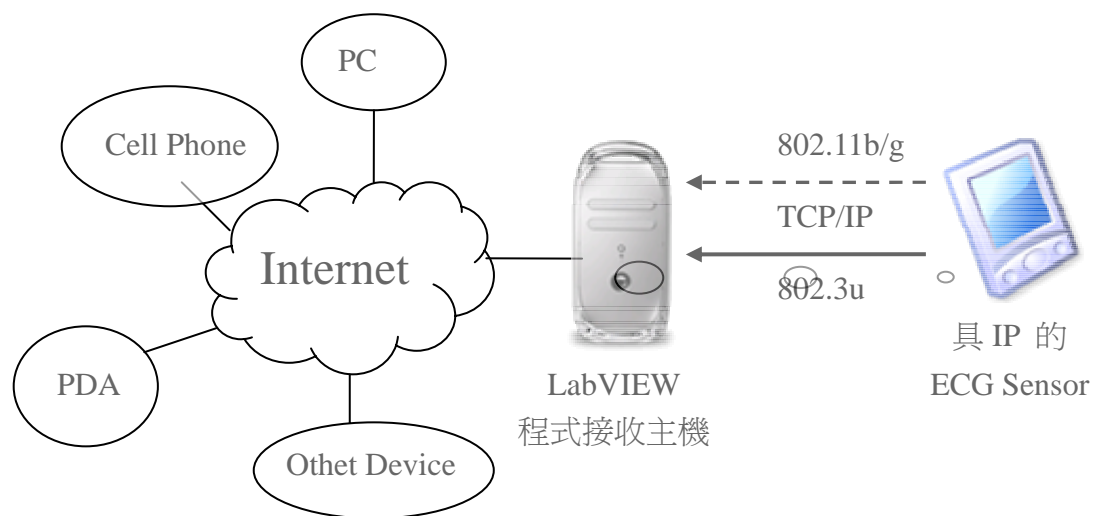 PC
Cell Phone
802.11b/g
TCP/IP
Internet
802.3u
具 IP 的
ECG Sensor
PDA
LabVIEW
程式接收主機
Othet Device